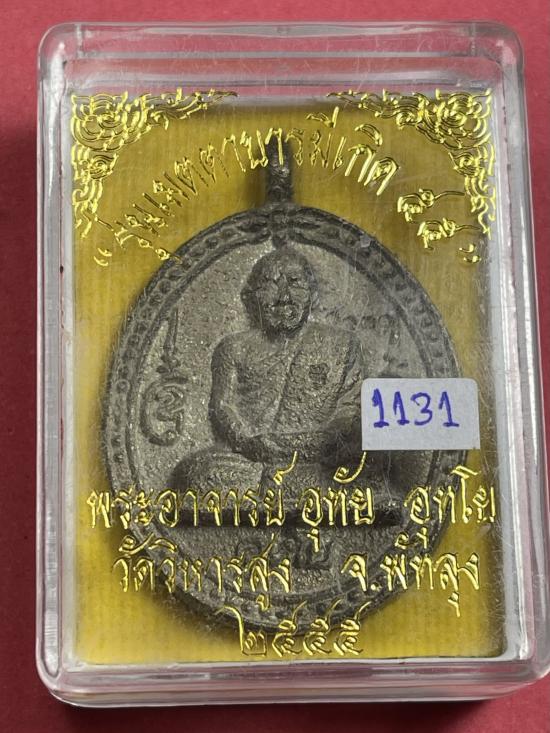 "รุ่นเมตตาบารมีเกิด ๕๕"
1131
พระอาจารย์ อุทัย อุทโย
วัดวิหารสูง จ.พัทลุง
๒๕๕๕